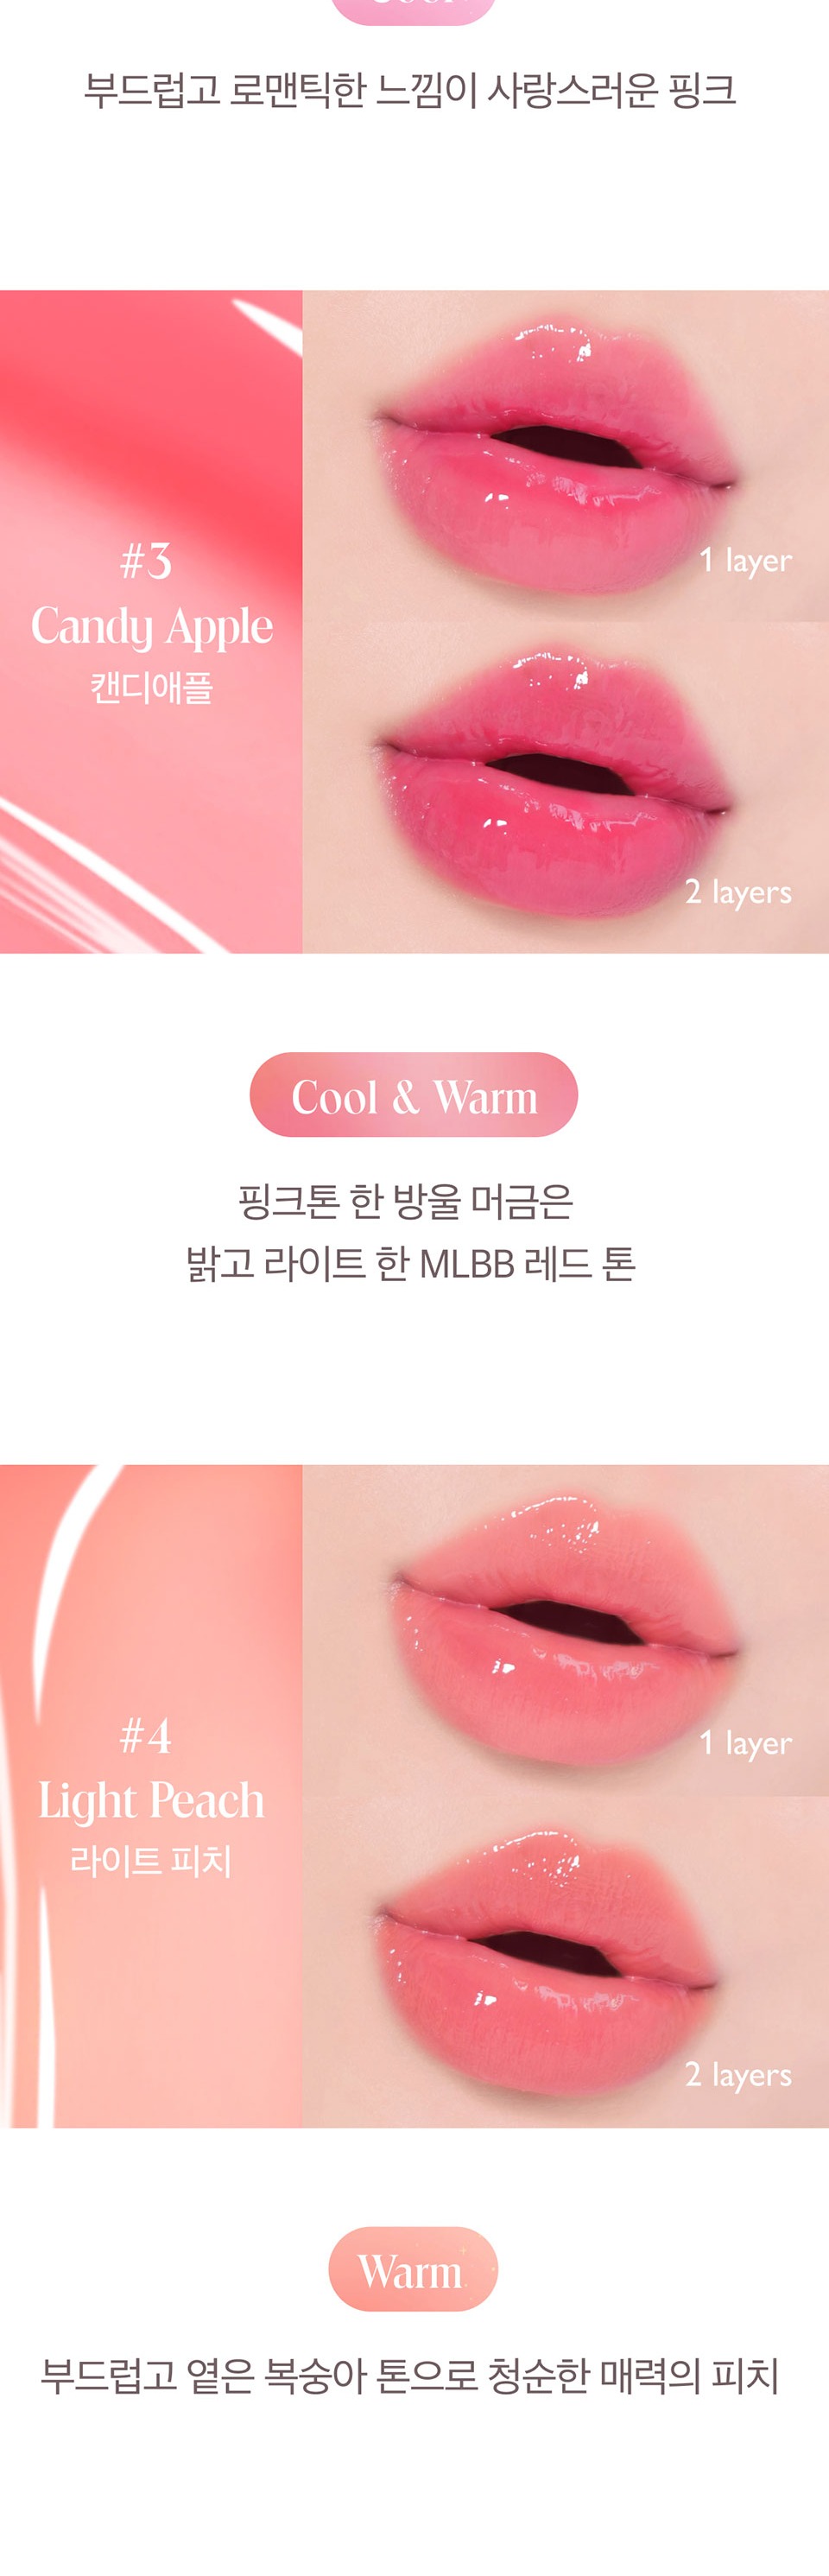 부드럽고 로맨틱한 느낌이 사랑스러운 핑크
#3
Candy Apple
캔디애플
1 layer
2 layers
Cool & Warm
핑크톤 한 방울 머금은
밝고 라이트 한 MLBB 레드 톤
#4
Light Peach
라이트 피치
1 layer
2 layers
Warm
부드럽고 옅은 복숭아 톤으로 청순한 매력의 피치